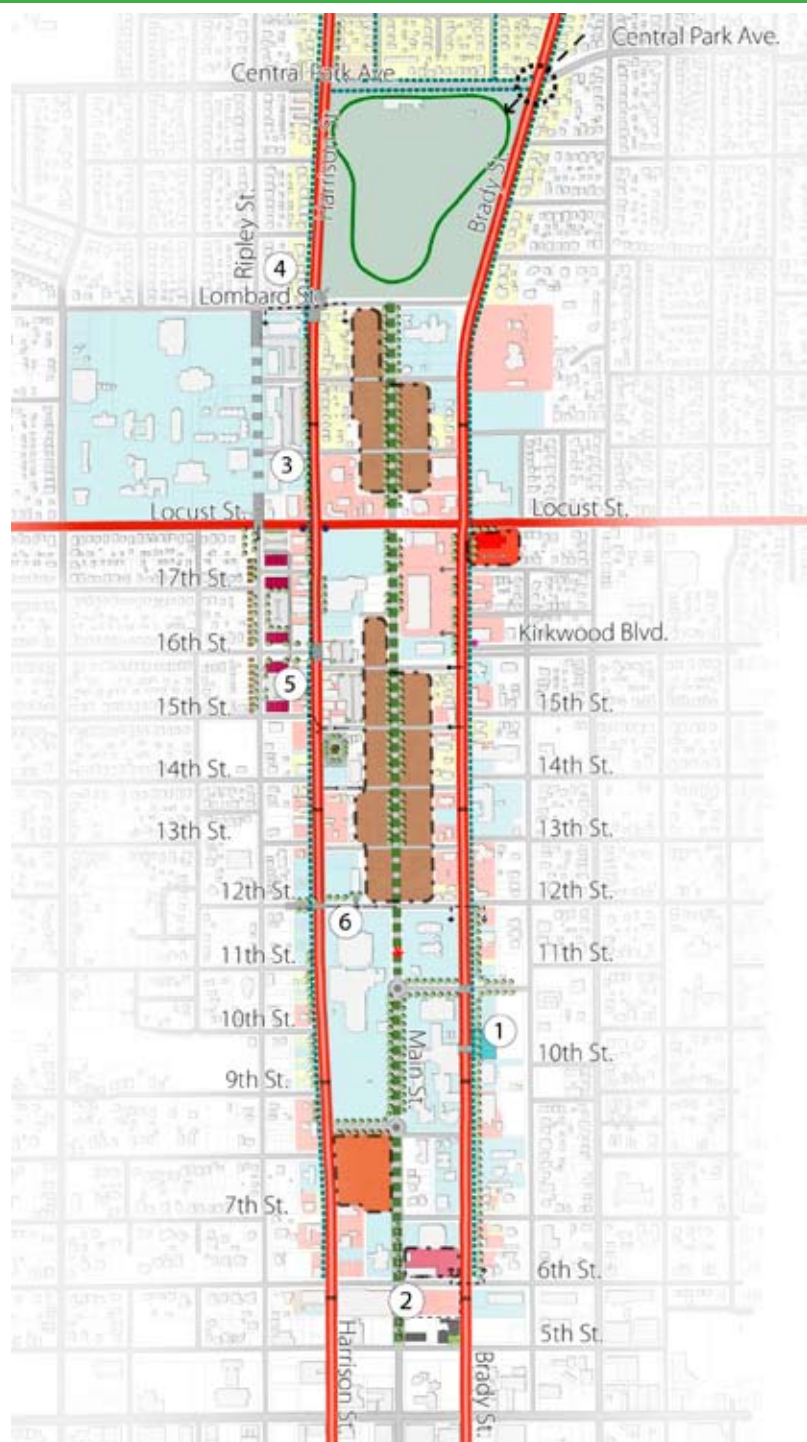 Central Park Ave.
Central Park Ave
Harrison St.
Brady St.
Ripley St.
4
Lombard St.
3
Locust St.
Locust St.
17th St.
16th St.
Kirkwood Blvd.
5
15th St.
15th St.
14th St.
14th St.
13th St.
13th St.
12th St.
12th St.
6
11th St.
11th St.
10th St.
1
10th St.
Main St.
9th St.
7th St.
6th St.
2
5th St.
Harrison St.
Brady St.